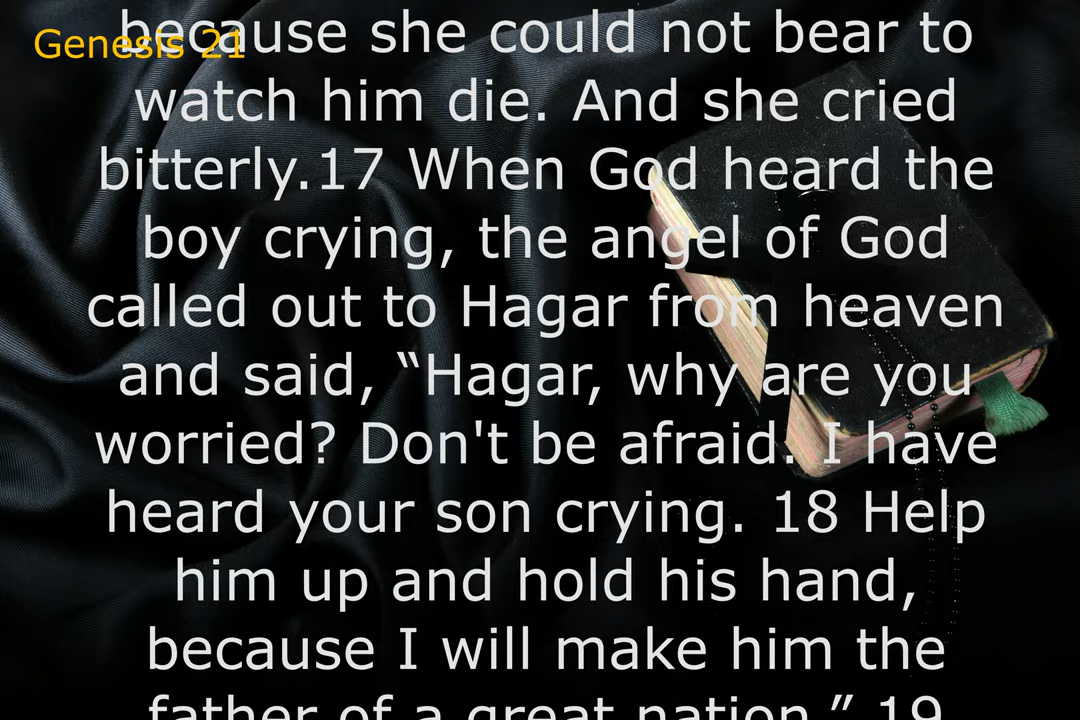 Genesis 21
because she could not bear to
watch him die. And she cried
bitterly.17 When God heard the
boy crying, the angel of God
called out to Hagar from heaven
and said, “Hagar, why are you
worried? Don't be afraid. I have
heard your son crying. 18 Help
him up and hold his hand,
because I will make him the
father of a great nation.” 19